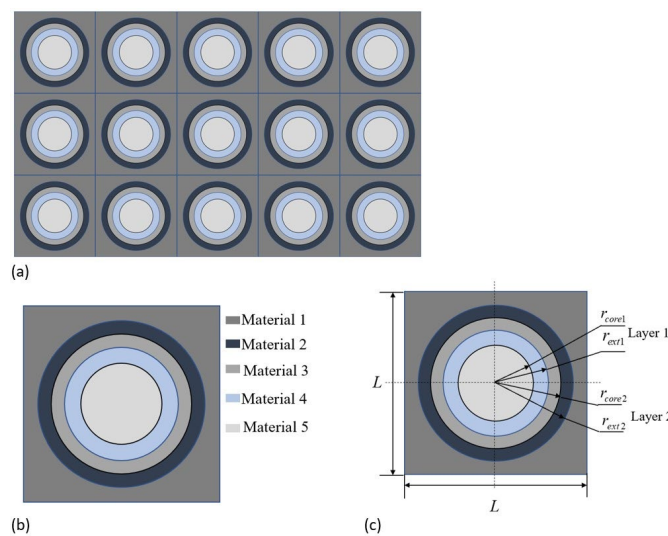 (a)
Material 1
Material 2
Material 3
Material 4
Material 5
(b)
L
r_core1
r_ext1 Layer 1
r_core2
r_ext2 Layer 2
L
(c)